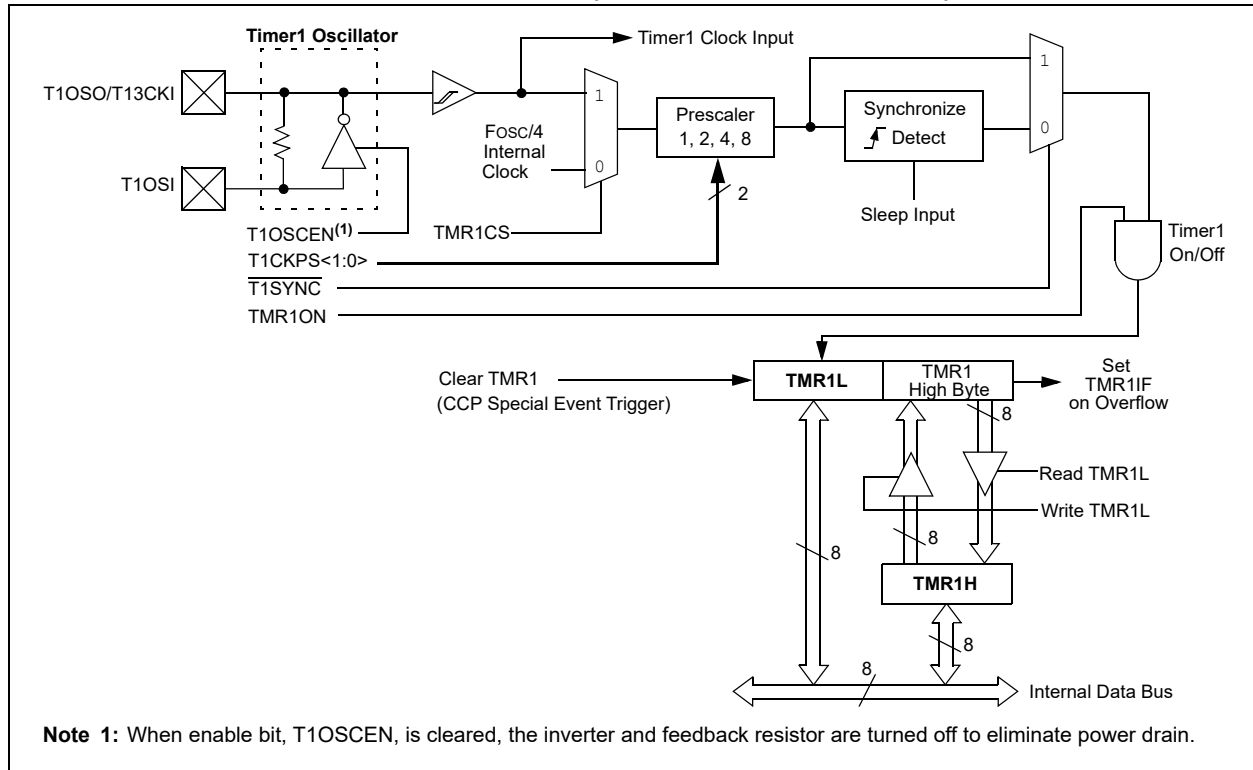 Timer1 Oscillator
Timer1 Clock Input
T1OSO/T13CKI
T1OSI
1
0
FOSC/4
Internal
Clock
Prescaler
1, 2, 4, 8
Synchronize
Detect
1
0
2
Sleep Input
T1OSCEN(1)
TMR1CS
T1CKPS<1:0>
T1SYNC
TMR1ON
Timer1
On/Off
Clear TMR1
(CCP Special Event Trigger)
TMR1L
TMR1
High Byte
Set
TMR1IF
on Overflow
8
Read TMR1L
Write TMR1L
8
8
TMR1H
8
8
Internal Data Bus
Note 1: When enable bit, T1OSCEN, is cleared, the inverter and feedback resistor are turned off to eliminate power drain.